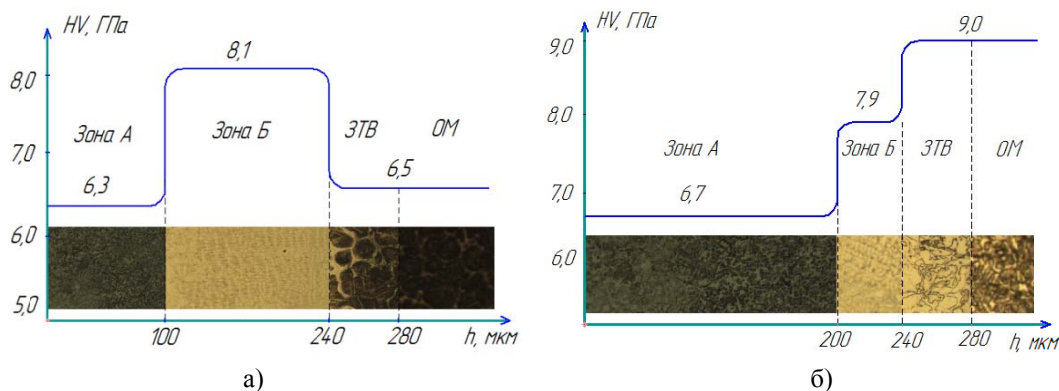 HV, ГПа
8,0
7,0
6,0
5,0
8,1
Зона А
Зона Б
ЗТВ
ОМ
6,3
6,5
100
240
280
h, мкм
а)
HV, ГПа
9,0
8,0
7,0
6,0
9,0
7,9
Зона А
Зона Б
ЗТВ
ОМ
6,7
200
240
280
h, мкм
б)